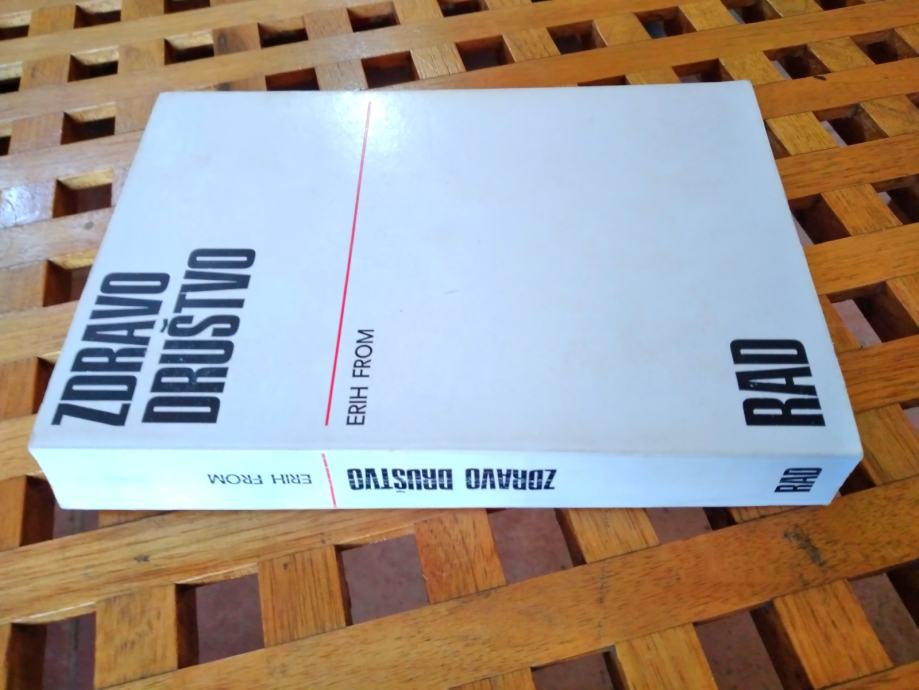 ZDRAVO
DRUŠTVO
ERIH FROM
RAD
ERIH FROM
ZDRAVO DRUŠTVO
RAD